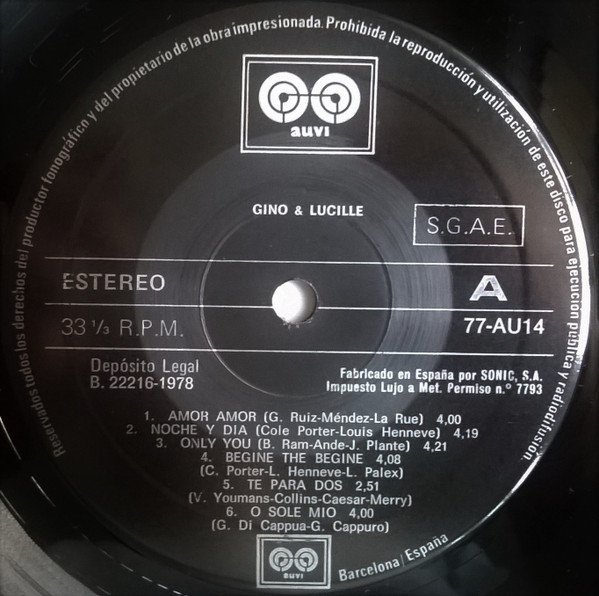 Reservados todos los derechos del productor fonográfico y del propietario de la obra impresionada. Prohibida la reproducción y utilización de este disco para ejecución pública y radiodifusión
auvi
GINO & LUCILLE
S.G.A.E.
ESTEREO
A
33 1/3 R.P.M.
77-AU14
Depósito Legal
B. 22216-1978
Fabricado en España por SONIC, S.A.
Impuesto Lujo a Met. Permiso n.º 7793
1. AMOR AMOR (G. Ruiz-Méndez-La Rue) 4,00
2. NOCHE Y DIA (Cole Porter-Louis Henneve) 4,19
3. ONLY YOU (B. Ram-Ande-J. Plante) 4,21
4. BEGINE THE BEGINE 4,08
(C. Porter-L. Henneve-L. Palex)
5. TE PARA DOS 2,51
(V. Youmans-Collins-Caesar-Merry)
6. O SOLE MIO 4,00
(G. Di Cappua-G. Cappuro)
auvi
Barcelona/España